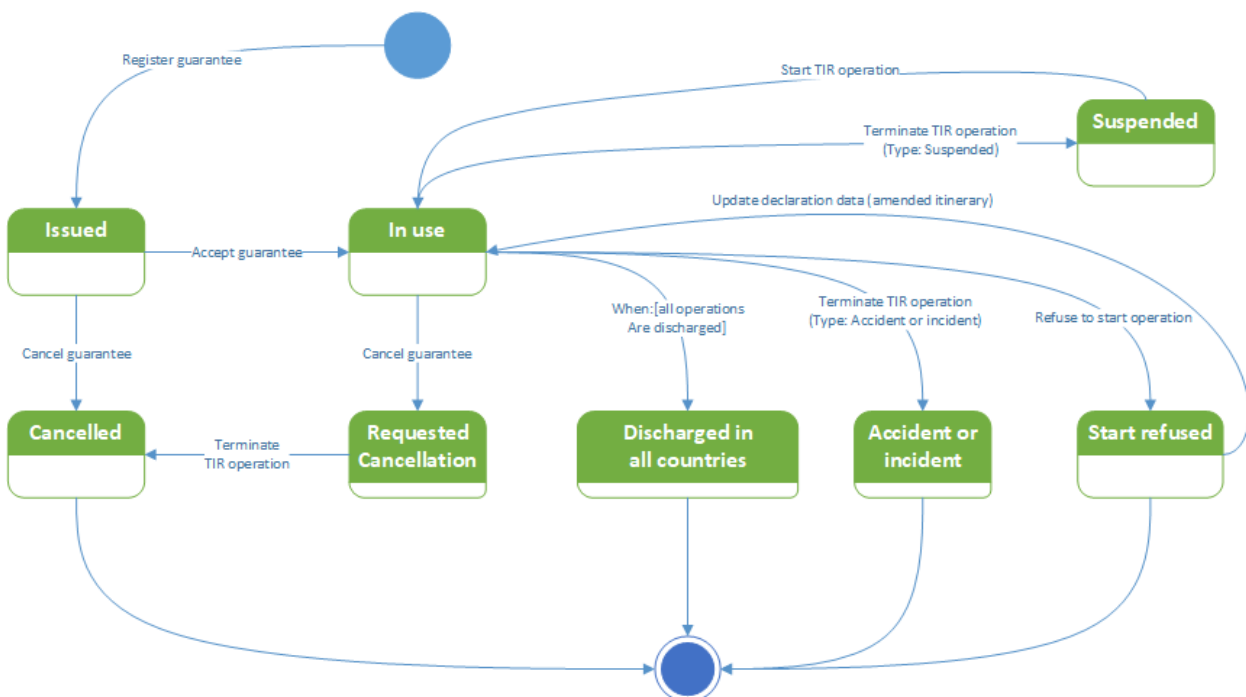 Register guarantee
Start TIR operation
Suspended
Terminate TIR operation
(Type: Suspended)
Update declaration data (amended itinerary)
Issued
In use
Accept guarantee
When:[all operations
Are discharged]
Terminate TIR operation
(Type: Accident or incident)
Refuse to start operation
Cancel guarantee
Cancel guarantee
Cancelled
Terminate
TIR operation
Requested
Cancellation
Discharged in
all countries
Accident or
incident
Start refused